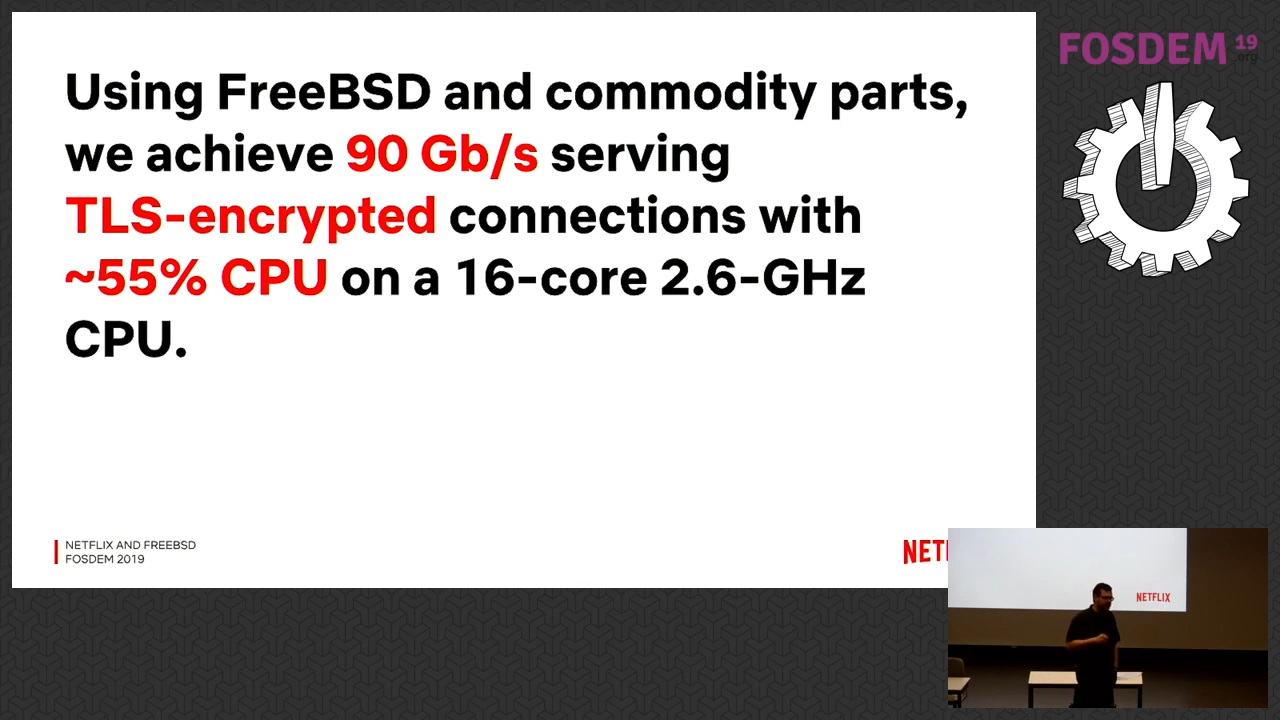 Using FreeBSD and commodity parts,
we achieve 90 Gb/s serving
TLS-encrypted connections with
~55% CPU on a 16-core 2.6-GHz
CPU.
NETFLIX AND FREEBSD
FOSDEM 2019
NETF
FOSDEM 19
.org
NETFLIX